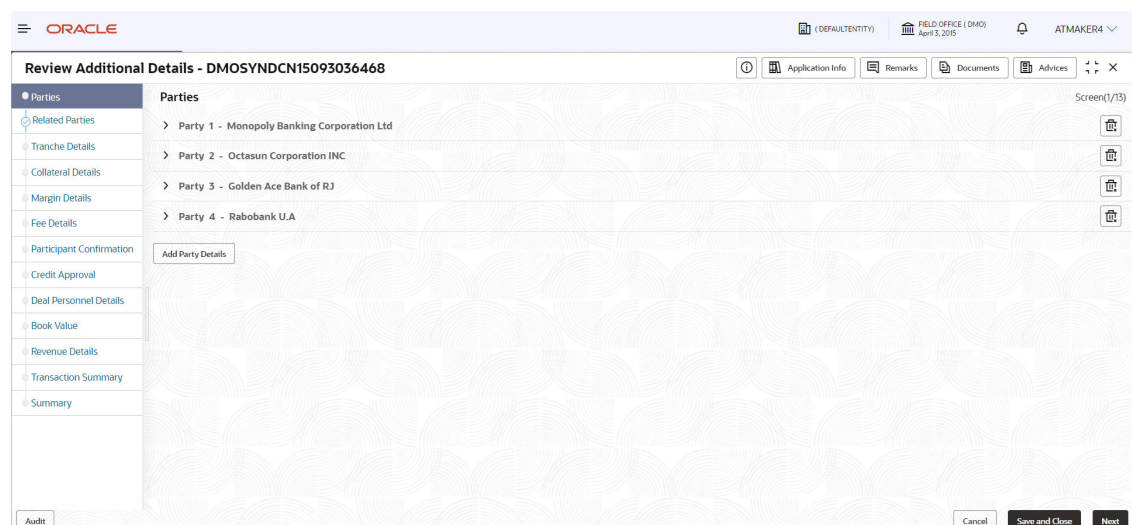 ORACLE
( DEFAULTENTITY)
FIELD OFFICE ( DMO)
April 3, 2015
ATMAKER4
Review Additional Details - DMOSYNDCN15093036468
Application Info
Remarks
Documents
Advices
Parties
Related Parties
Tranche Details
Collateral Details
Margin Details
Fee Details
Participant Confirmation
Credit Approval
Deal Personnel Details
Book Value
Revenue Details
Transaction Summary
Summary
Parties
Screen(1/13)
Party 1 - Monopoly Banking Corporation Ltd
Party 2 - Octasun Corporation INC
Party 3 - Golden Ace Bank of RJ
Party 4 - Rabobank U.A
Add Party Details
Audit
Cancel
Save and Close
Next